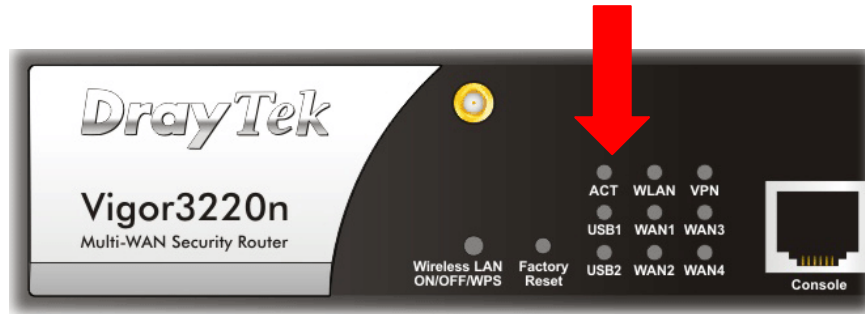 DrayTek
Vigor3220n
Multi-WAN Security Router
Wireless LAN
ON/OFF/WPS
Factory
Reset
ACT WLAN VPN
USB1 WAN1 WAN3
USB2 WAN2 WAN4
Console